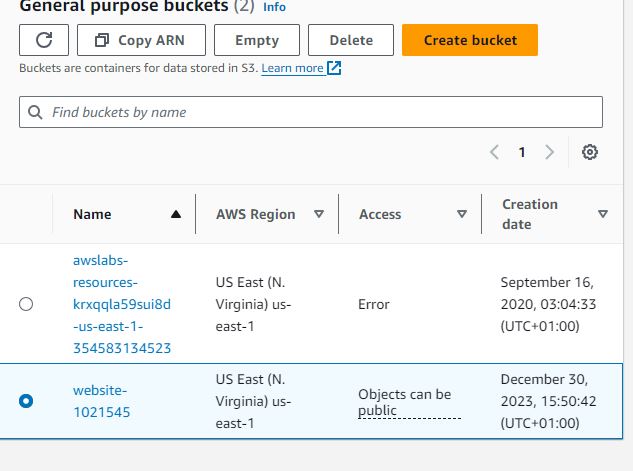 General purpose buckets (2) Info
Copy ARN Empty Delete Create bucket
Buckets are containers for data stored in S3. Learn more
Find buckets by name
1
Name AWS Region Access Creation date
awslabs-
resources-
krxqqla59sui8d
-us-east-1-
354583134523
US East (N.
Virginia) us-
east-1
Error
September 16,
2020, 03:04:33
(UTC+01:00)
website-
1021545
US East (N.
Virginia) us-
east-1
Objects can be
public
December 30,
2023, 15:50:42
(UTC+01:00)